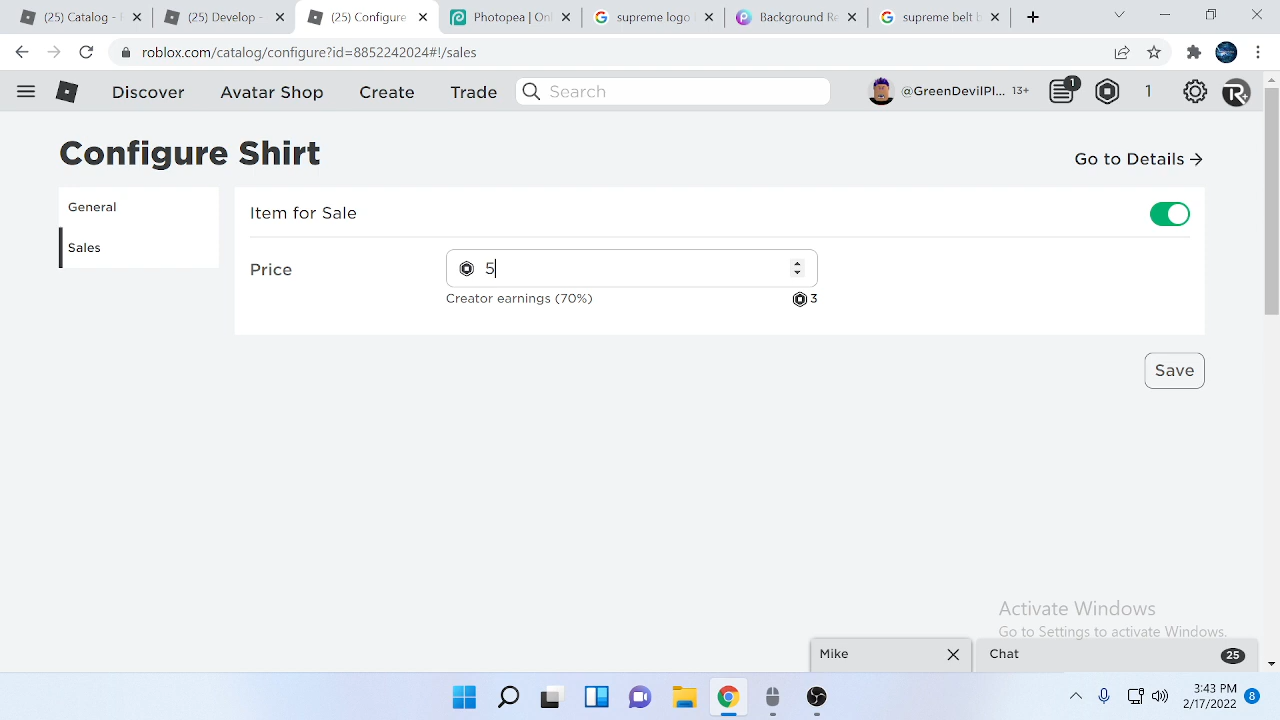 (25) Catalog -
(25) Develop -
(25) Configure
Photopea | Onl
supreme logo
Background Re
supreme belt b
roblox.com/catalog/configure?id=8852242024#!/sales
Discover
Avatar Shop
Create
Trade
Search
@GreenDevilPl... 13+
1
1
Configure Shirt
Go to Details →
General
Sales
Item for Sale
Price
5
Creator earnings (70%)
3
Save
Activate Windows
Go to Settings to activate Windows.
Mike
Chat
25
3:43 PM
2/17/2022
8